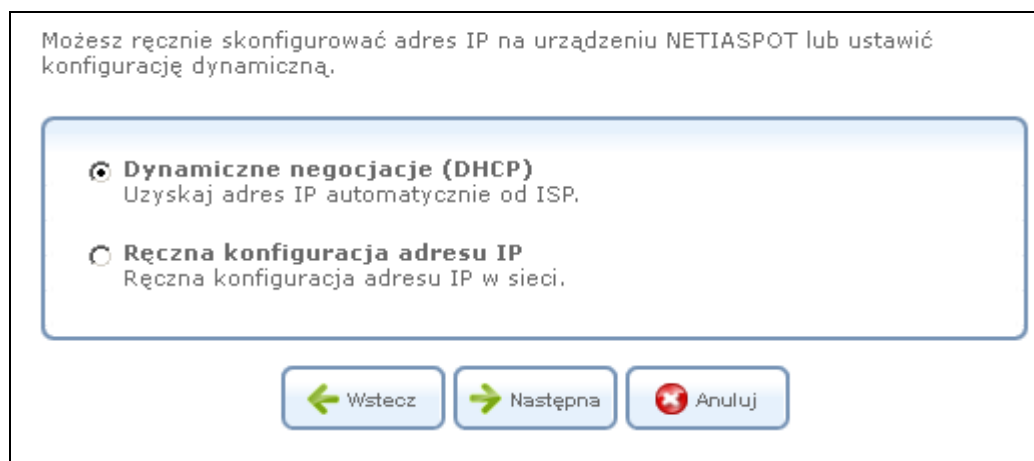 Możesz ręcznie skonfigurować adres IP na urządzeniu NETIASPOT lub ustawić
konfigurację dynamiczną.
Dynamiczne negocjacje (DHCP)
Uzyskaj adres IP automatycznie od ISP.
Ręczna konfiguracja adresu IP
Ręczna konfiguracja adresu IP w sieci.
Wstecz
Następna
Anuluj